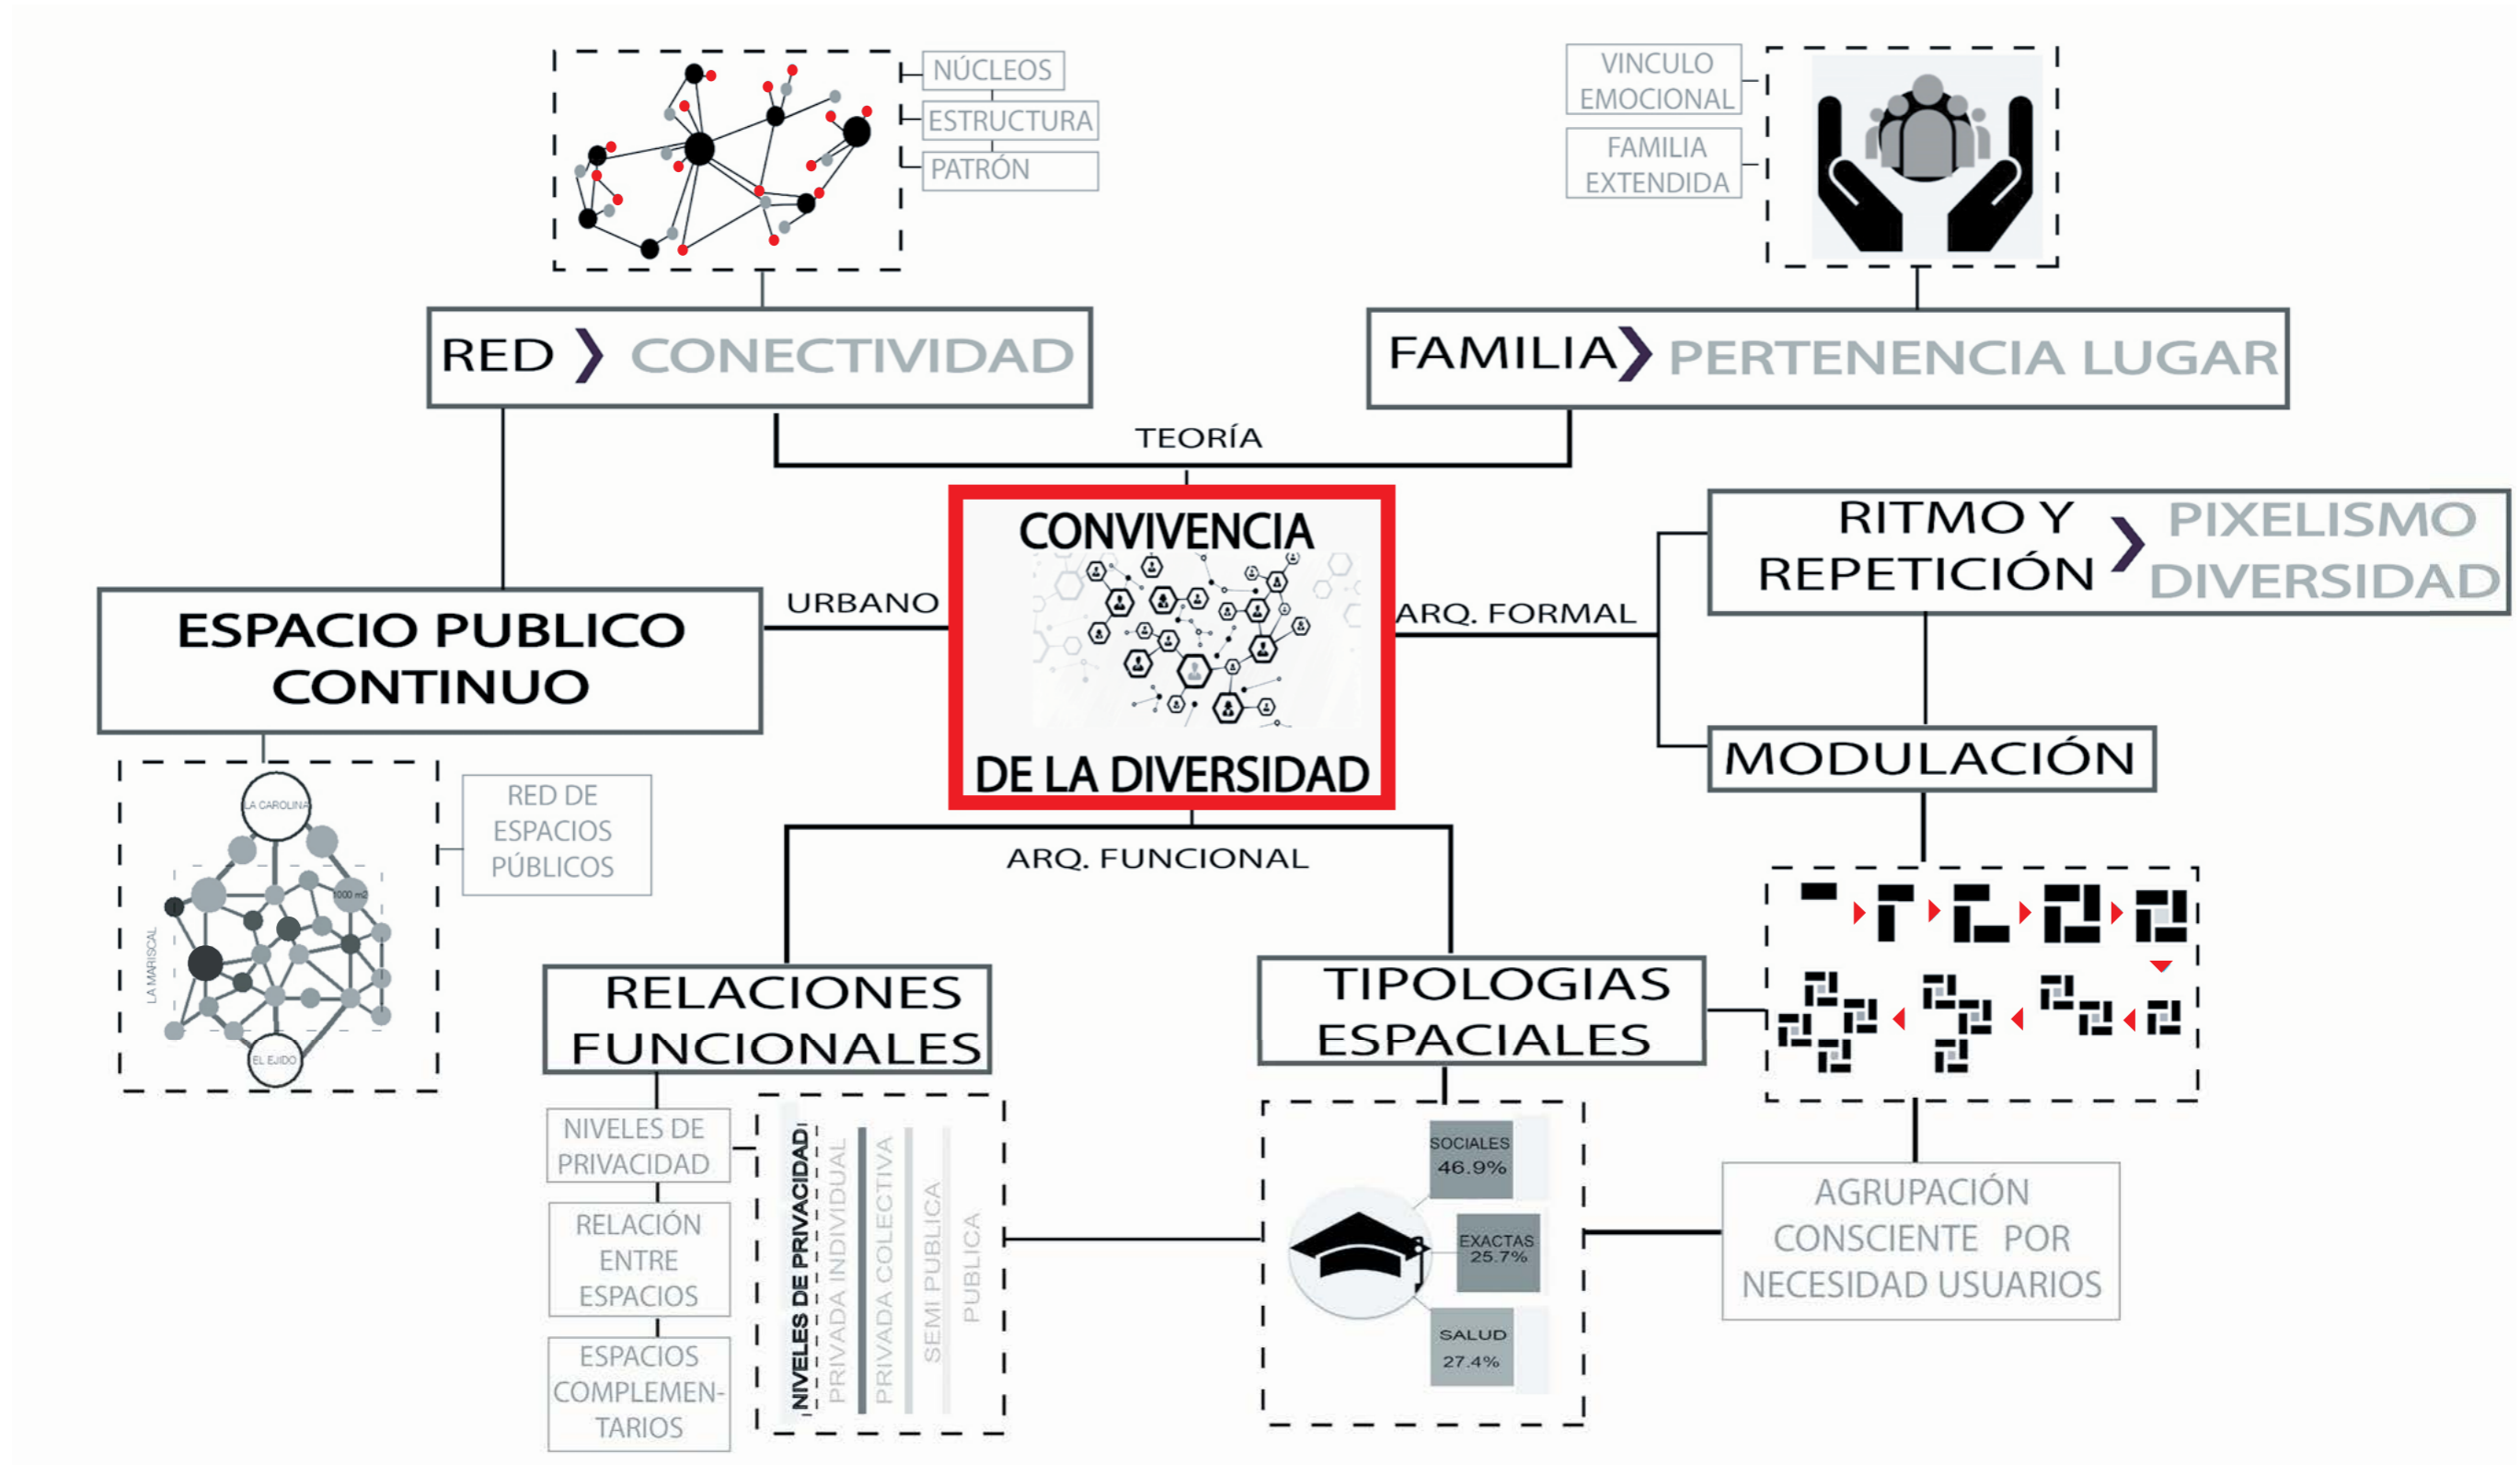 NÚCLEOS
ESTRUCTURA
PATRÓN
VINCULO
EMOCIONAL
FAMILIA
EXTENDIDA
RED CONECTIVIDAD
FAMILIA PERTENENCIA LUGAR
TEORÍA
CONVIVENCIA
DE LA DIVERSIDAD
URBANO
ESPACIO PUBLICO
CONTINUO
ARQ. FORMAL
RITMO Y
REPETICIÓN
PIXELISMO
DIVERSIDAD
MODULACIÓN
LA CAROLINA
1000 m2
LA MARISCAL
EL EJIDO
RED DE
ESPACIOS
PÚBLICOS
ARQ. FUNCIONAL
RELACIONES
FUNCIONALES
TIPOLOGIAS
ESPACIALES
NIVELES DE
PRIVACIDAD
RELACIÓN
ENTRE
ESPACIOS
ESPACIOS
COMPLEMEN-
TARIOS
NIVELES DE PRIVACIDAD
PRIVADA INDIVIDUAL
PRIVADA COLECTIVA
SEMI PUBLICA
PUBLICA
SOCIALES
46.9%
EXACTAS
25.7%
SALUD
27.4%
AGRUPACIÓN
CONSCIENTE POR
NECESIDAD USUARIOS